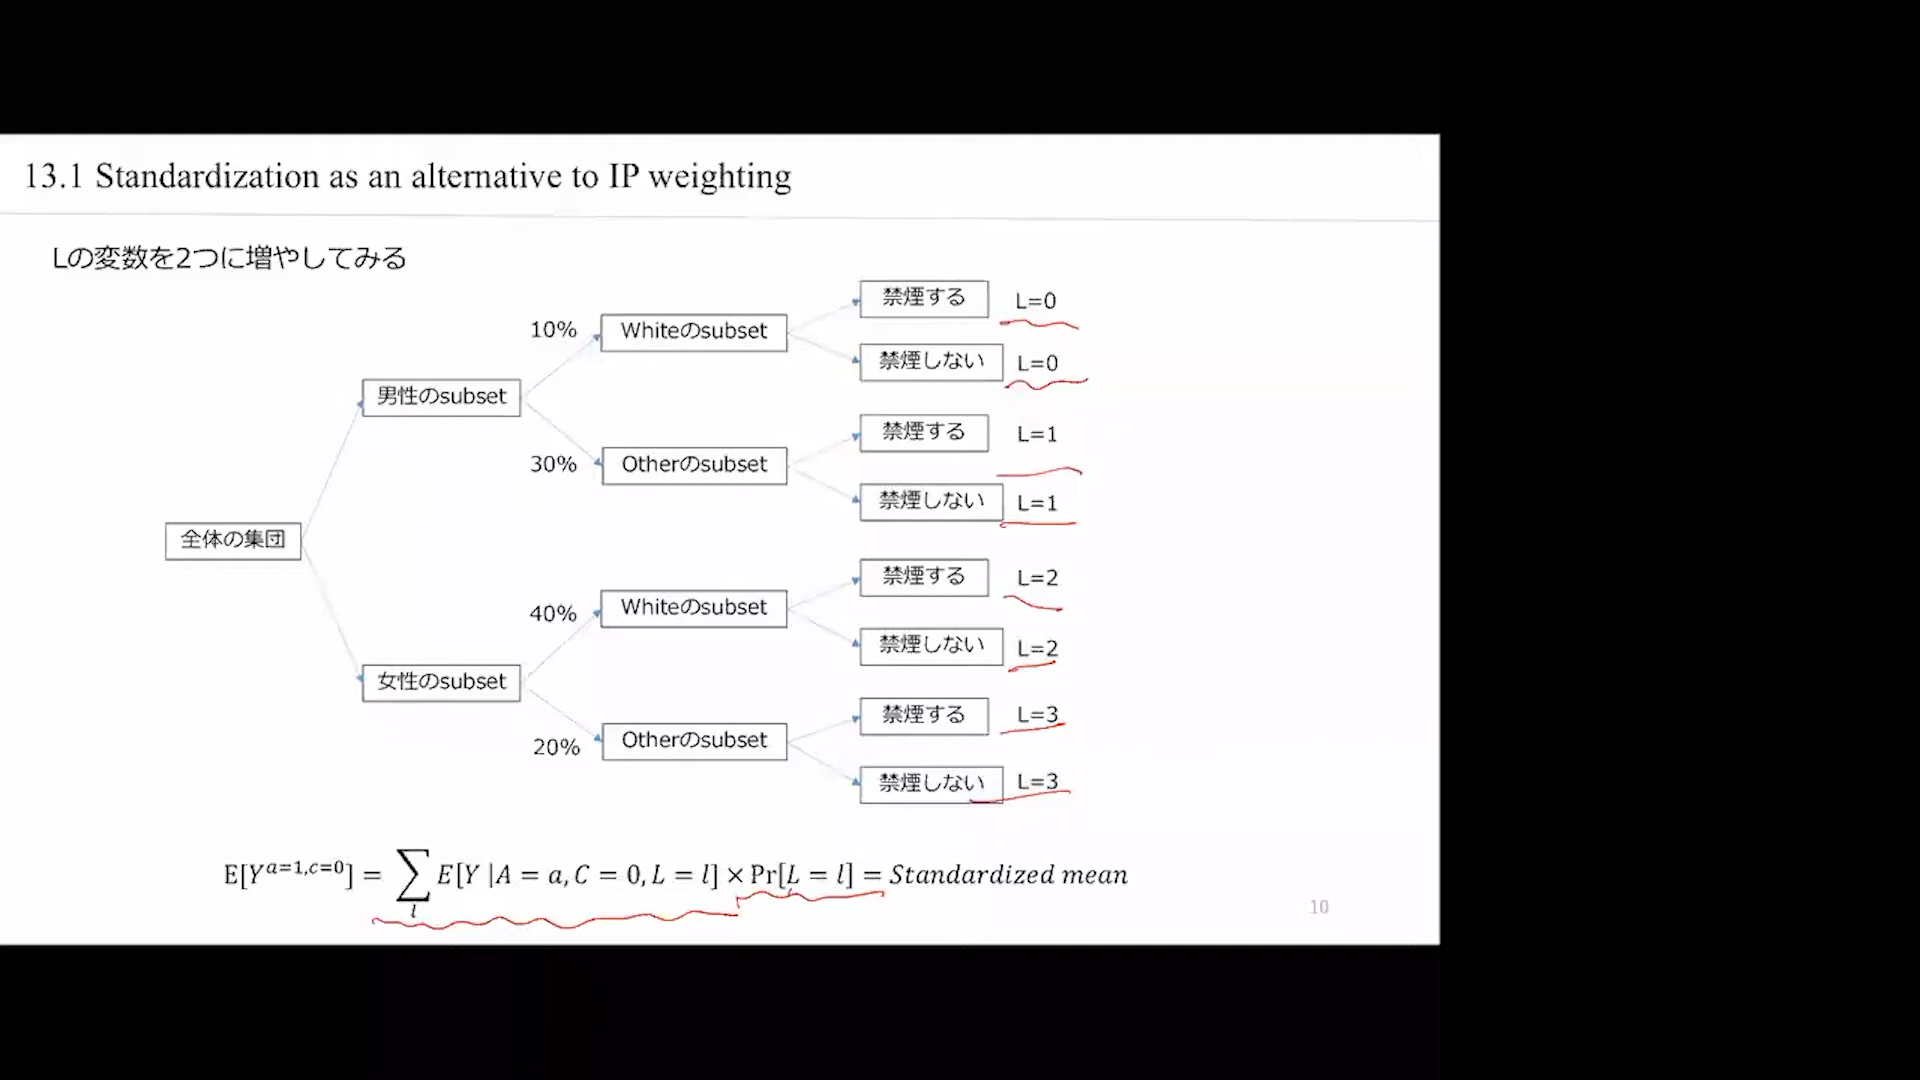 13.1 Standardization as an alternative to IP weighting
Lの変数を2つに増やしてみる
全体の集団
男性のsubset
女性のsubset
10%
Whiteのsubset
30%
Otherのsubset
40%
Whiteのsubset
20%
Otherのsubset
禁煙する L=0
禁煙しない L=0
禁煙する L=1
禁煙しない L=1
禁煙する L=2
禁煙しない L=2
禁煙する L=3
禁煙しない L=3
E[Y^{a=1,c=0}] = ∑_l E[Y |A = a, C = 0, L = l] × Pr[L = l] = Standardized mean
10